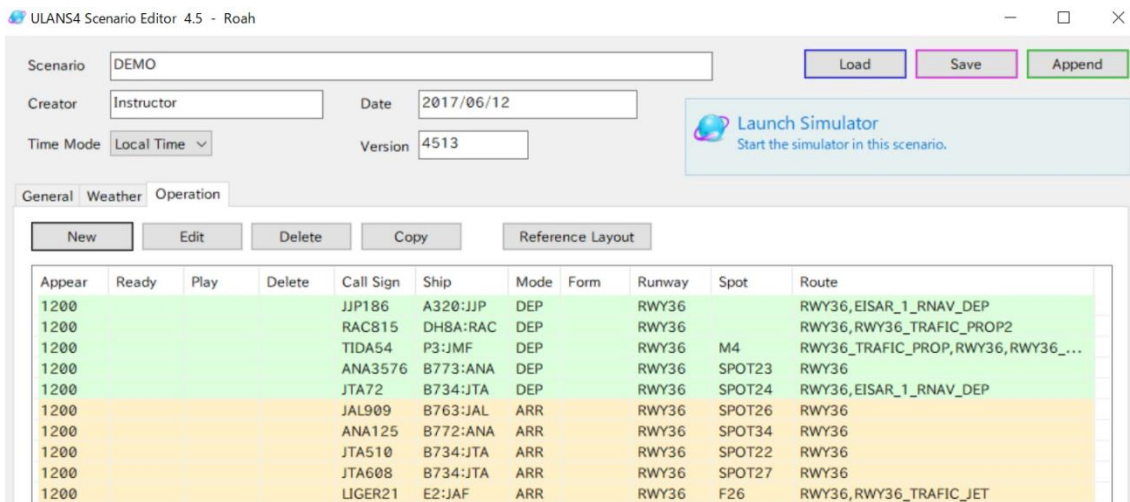 ULANS4 Scenario Editor 4.5 - Roah
Scenario DEMO Load Save Append
Creator Instructor Date 2017/06/12
Launch Simulator
Start the simulator in this scenario.
Time Mode Local Time Version 4513
General Weather Operation
New Edit Delete Copy Reference Layout
Appear Ready Play Delete Call Sign Ship Mode Form Runway Spot Route
1200 JJP186 A320:JJP DEP RWY36 RWY36,EISAR_1_RNAV_DEP
1200 RAC815 DH8A:RAC DEP RWY36 RWY36,RWY36_TRAFIC_PROP2
1200 TIDA54 P3:JMF DEP RWY36 M4 RWY36_TRAFIC_PROP,RWY36,RWY36_...
1200 ANA3576 B773:ANA DEP RWY36 SPOT23 RWY36
1200 JTA72 B734:JTA DEP RWY36 SPOT24 RWY36,EISAR_1_RNAV_DEP
1200 JAL909 B763:JAL ARR RWY36 SPOT26 RWY36
1200 ANA125 B772:ANA ARR RWY36 SPOT34 RWY36
1200 JTA510 B734:JTA ARR RWY36 SPOT22 RWY36
1200 JTA608 B734:JTA ARR RWY36 SPOT27 RWY36
1200 LIGER21 E2:JAF ARR RWY36 F26 RWY36,RWY36_TRAFIC_JET